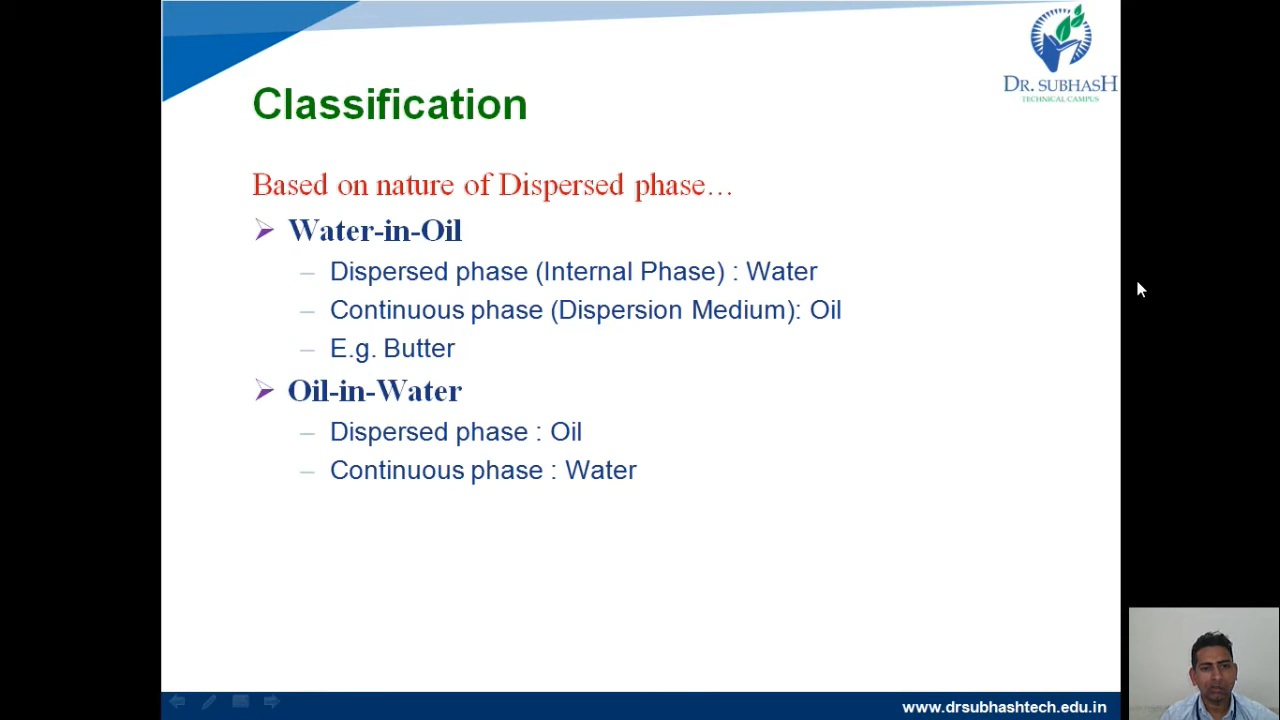 DR. SUBHASH
TECHNICAL CAMPUS
Classification
Based on nature of Dispersed phase…
Water-in-Oil
– Dispersed phase (Internal Phase) : Water
– Continuous phase (Dispersion Medium): Oil
– E.g. Butter
Oil-in-Water
– Dispersed phase : Oil
– Continuous phase : Water
www.drsubhashtech.edu.in